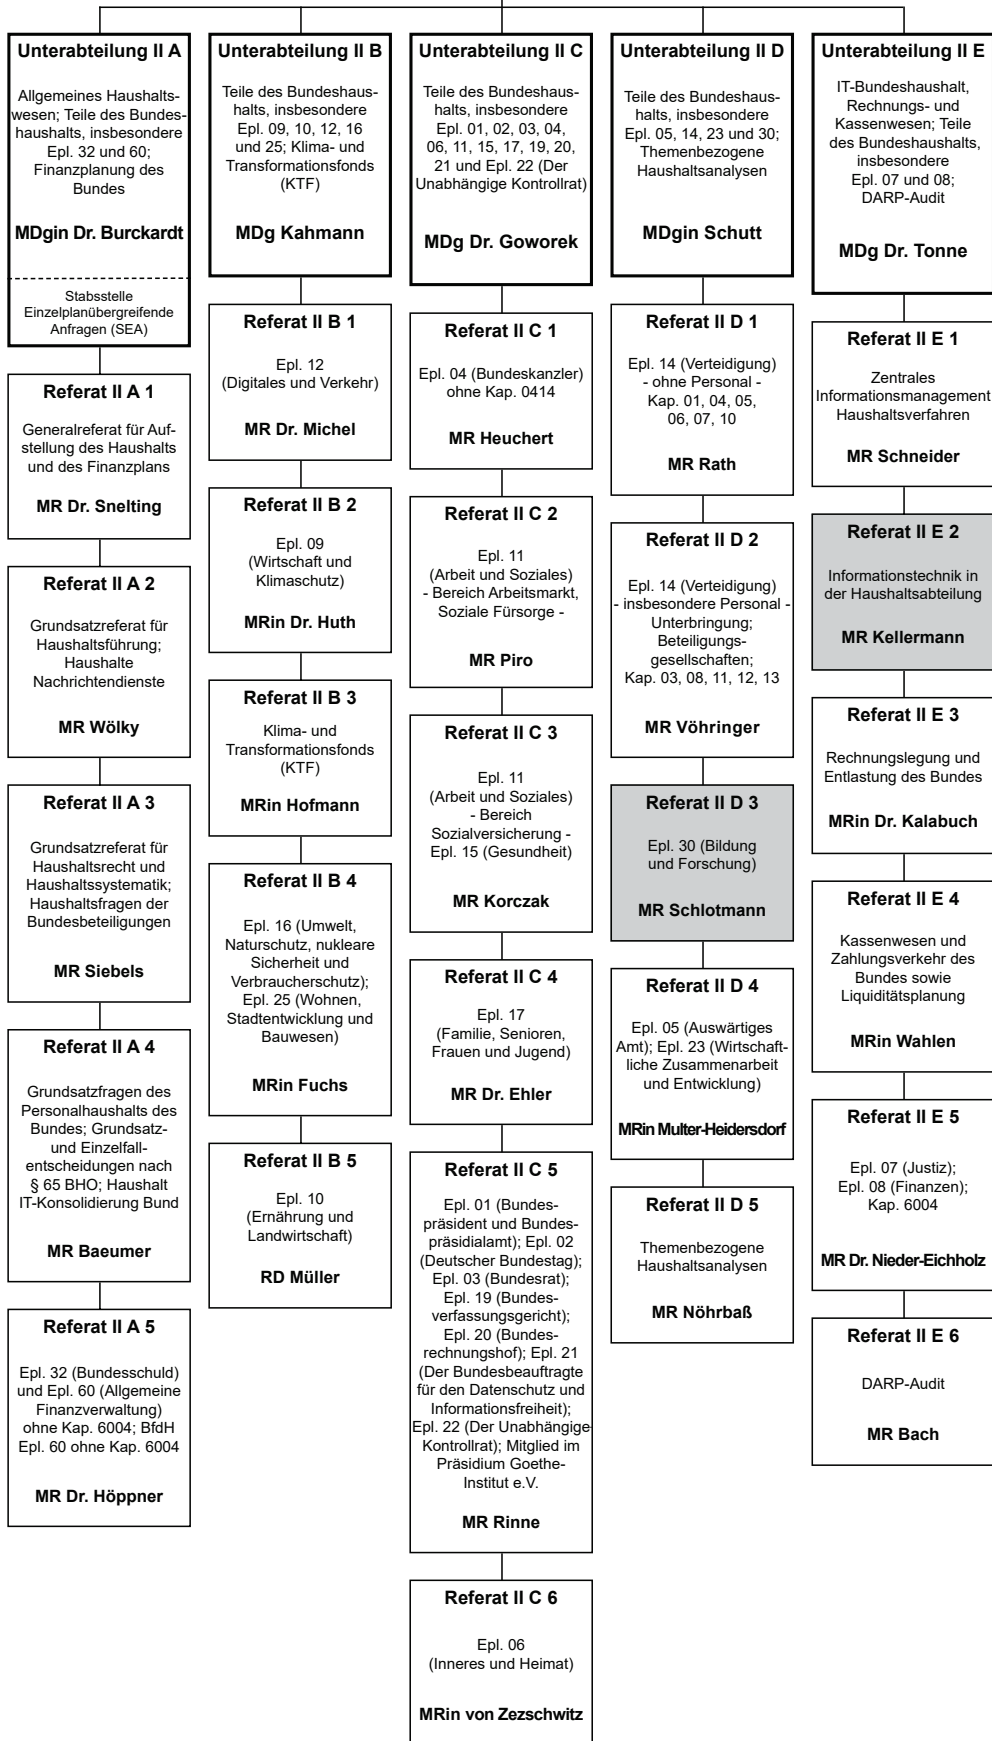 Unterabteilung II A
Allgemeines Haushalts-
wesen; Teile des Bundes-
haushalts, insbesondere
Epl. 32 und 60;
Finanzplanung des
Bundes
MDgin Dr. Burckardt
Stabsstelle
Einzelplanübergreifende
Anfragen (SEA)
Referat II A 1
Generalreferat für Auf-
stellung des Haushalts
und des Finanzplans
MR Dr. Snelting
Referat II A 2
Grundsatzreferat für
Haushaltsführung;
Haushalte
Nachrichtendienste
MR Wölky
Referat II A 3
Grundsatzreferat für
Haushaltsrecht und
Haushaltssystematik;
Haushaltsfragen der
Bundesbeteiligungen
MR Siebels
Referat II A 4
Grundsatzfragen des
Personalhaushalts des
Bundes; Grundsatz-
und Einzelfall-
entscheidungen nach
§ 65 BHO; Haushalt
IT-Konsolidierung Bund
MR Baeumer
Referat II A 5
Epl. 32 (Bundesschuld)
und Epl. 60 (Allgemeine
Finanzverwaltung)
ohne Kap. 6004; BfdH
Epl. 60 ohne Kap. 6004
MR Dr. Höppner
Unterabteilung II B
Teile des Bundeshaus-
halts, insbesondere
Epl. 09, 10, 12, 16
und 25; Klima- und
Transformationsfonds
(KTF)
MDg Kahmann
Referat II B 1
Epl. 12
(Digitales und Verkehr)
MR Dr. Michel
Referat II B 2
Epl. 09
(Wirtschaft und
Klimaschutz)
MRin Dr. Huth
Referat II B 3
Klima- und
Transformationsfonds
(KTF)
MRin Hofmann
Referat II B 4
Epl. 16 (Umwelt,
Naturschutz, nukleare
Sicherheit und
Verbraucherschutz);
Epl. 25 (Wohnen,
Stadtentwicklung und
Bauwesen)
MRin Fuchs
Referat II B 5
Epl. 10
(Ernährung und
Landwirtschaft)
RD Müller
Unterabteilung II C
Teile des Bundeshaus-
halts, insbesondere
Epl. 01, 02, 03, 04,
06, 11, 15, 17, 19, 20,
21 und Epl. 22 (Der
Unabhängige Kontrollrat)
MDg Dr. Goworek
Referat II C 1
Epl. 04 (Bundeskanzler)
ohne Kap. 0414
MR Heuchert
Referat II C 2
Epl. 11
(Arbeit und Soziales)
- Bereich Arbeitsmarkt,
Soziale Fürsorge -
MR Piro
Referat II C 3
Epl. 11
(Arbeit und Soziales)
- Bereich
Sozialversicherung -
Epl. 15 (Gesundheit)
MR Korczak
Referat II C 4
Epl. 17
(Familie, Senioren,
Frauen und Jugend)
MR Dr. Ehler
Referat II C 5
Epl. 01 (Bundes-
präsident und Bundes-
präsidialamt); Epl. 02
(Deutscher Bundestag);
Epl. 03 (Bundesrat);
Epl. 19 (Bundes-
verfassungsgericht);
Epl. 20 (Bundes-
rechnungshof); Epl. 21
(Der Bundesbeauftragte
für den Datenschutz und
Informationsfreiheit);
Epl. 22 (Der Unabhängige
Kontrollrat); Mitglied im
Präsidium Goethe-
Institut e.V.
MR Rinne
Referat II C 6
Epl. 06
(Inneres und Heimat)
MRin von Zezschwitz
Unterabteilung II D
Teile des Bundeshaus-
halts, insbesondere
Epl. 05, 14, 23 und 30;
Themenbezogene
Haushaltsanalysen
MDgin Schutt
Referat II D 1
Epl. 14 (Verteidigung)
- ohne Personal -
Kap. 01, 04, 05,
06, 07, 10
MR Rath
Referat II D 2
Epl. 14 (Verteidigung)
- insbesondere Personal -
Unterbringung;
Beteiligungs-
gesellschaften;
Kap. 03, 08, 11, 12, 13
MR Vöhringer
Referat II D 3
Epl. 30 (Bildung
und Forschung)
MR Schlotmann
Referat II D 4
Epl. 05 (Auswärtiges
Amt); Epl. 23 (Wirtschaft-
liche Zusammenarbeit
und Entwicklung)
MRin Multer-Heidersdorf
Referat II D 5
Themenbezogene
Haushaltsanalysen
MR Nöhrbaß
Unterabteilung II E
IT-Bundeshaushalt,
Rechnungs- und
Kassenwesen; Teile
des Bundeshaushalts,
insbesondere
Epl. 07 und 08;
DARP-Audit
MDg Dr. Tonne
Referat II E 1
Zentrales
Informationsmanagement
Haushaltsverfahren
MR Schneider
Referat II E 2
Informationstechnik in
der Haushaltsabteilung
MR Kellermann
Referat II E 3
Rechnungslegung und
Entlastung des Bundes
MRin Dr. Kalabuch
Referat II E 4
Kassenwesen und
Zahlungsverkehr des
Bundes sowie
Liquiditätsplanung
MRin Wahlen
Referat II E 5
Epl. 07 (Justiz);
Epl. 08 (Finanzen);
Kap. 6004
MR Dr. Nieder-Eichholz
Referat II E 6
DARP-Audit
MR Bach